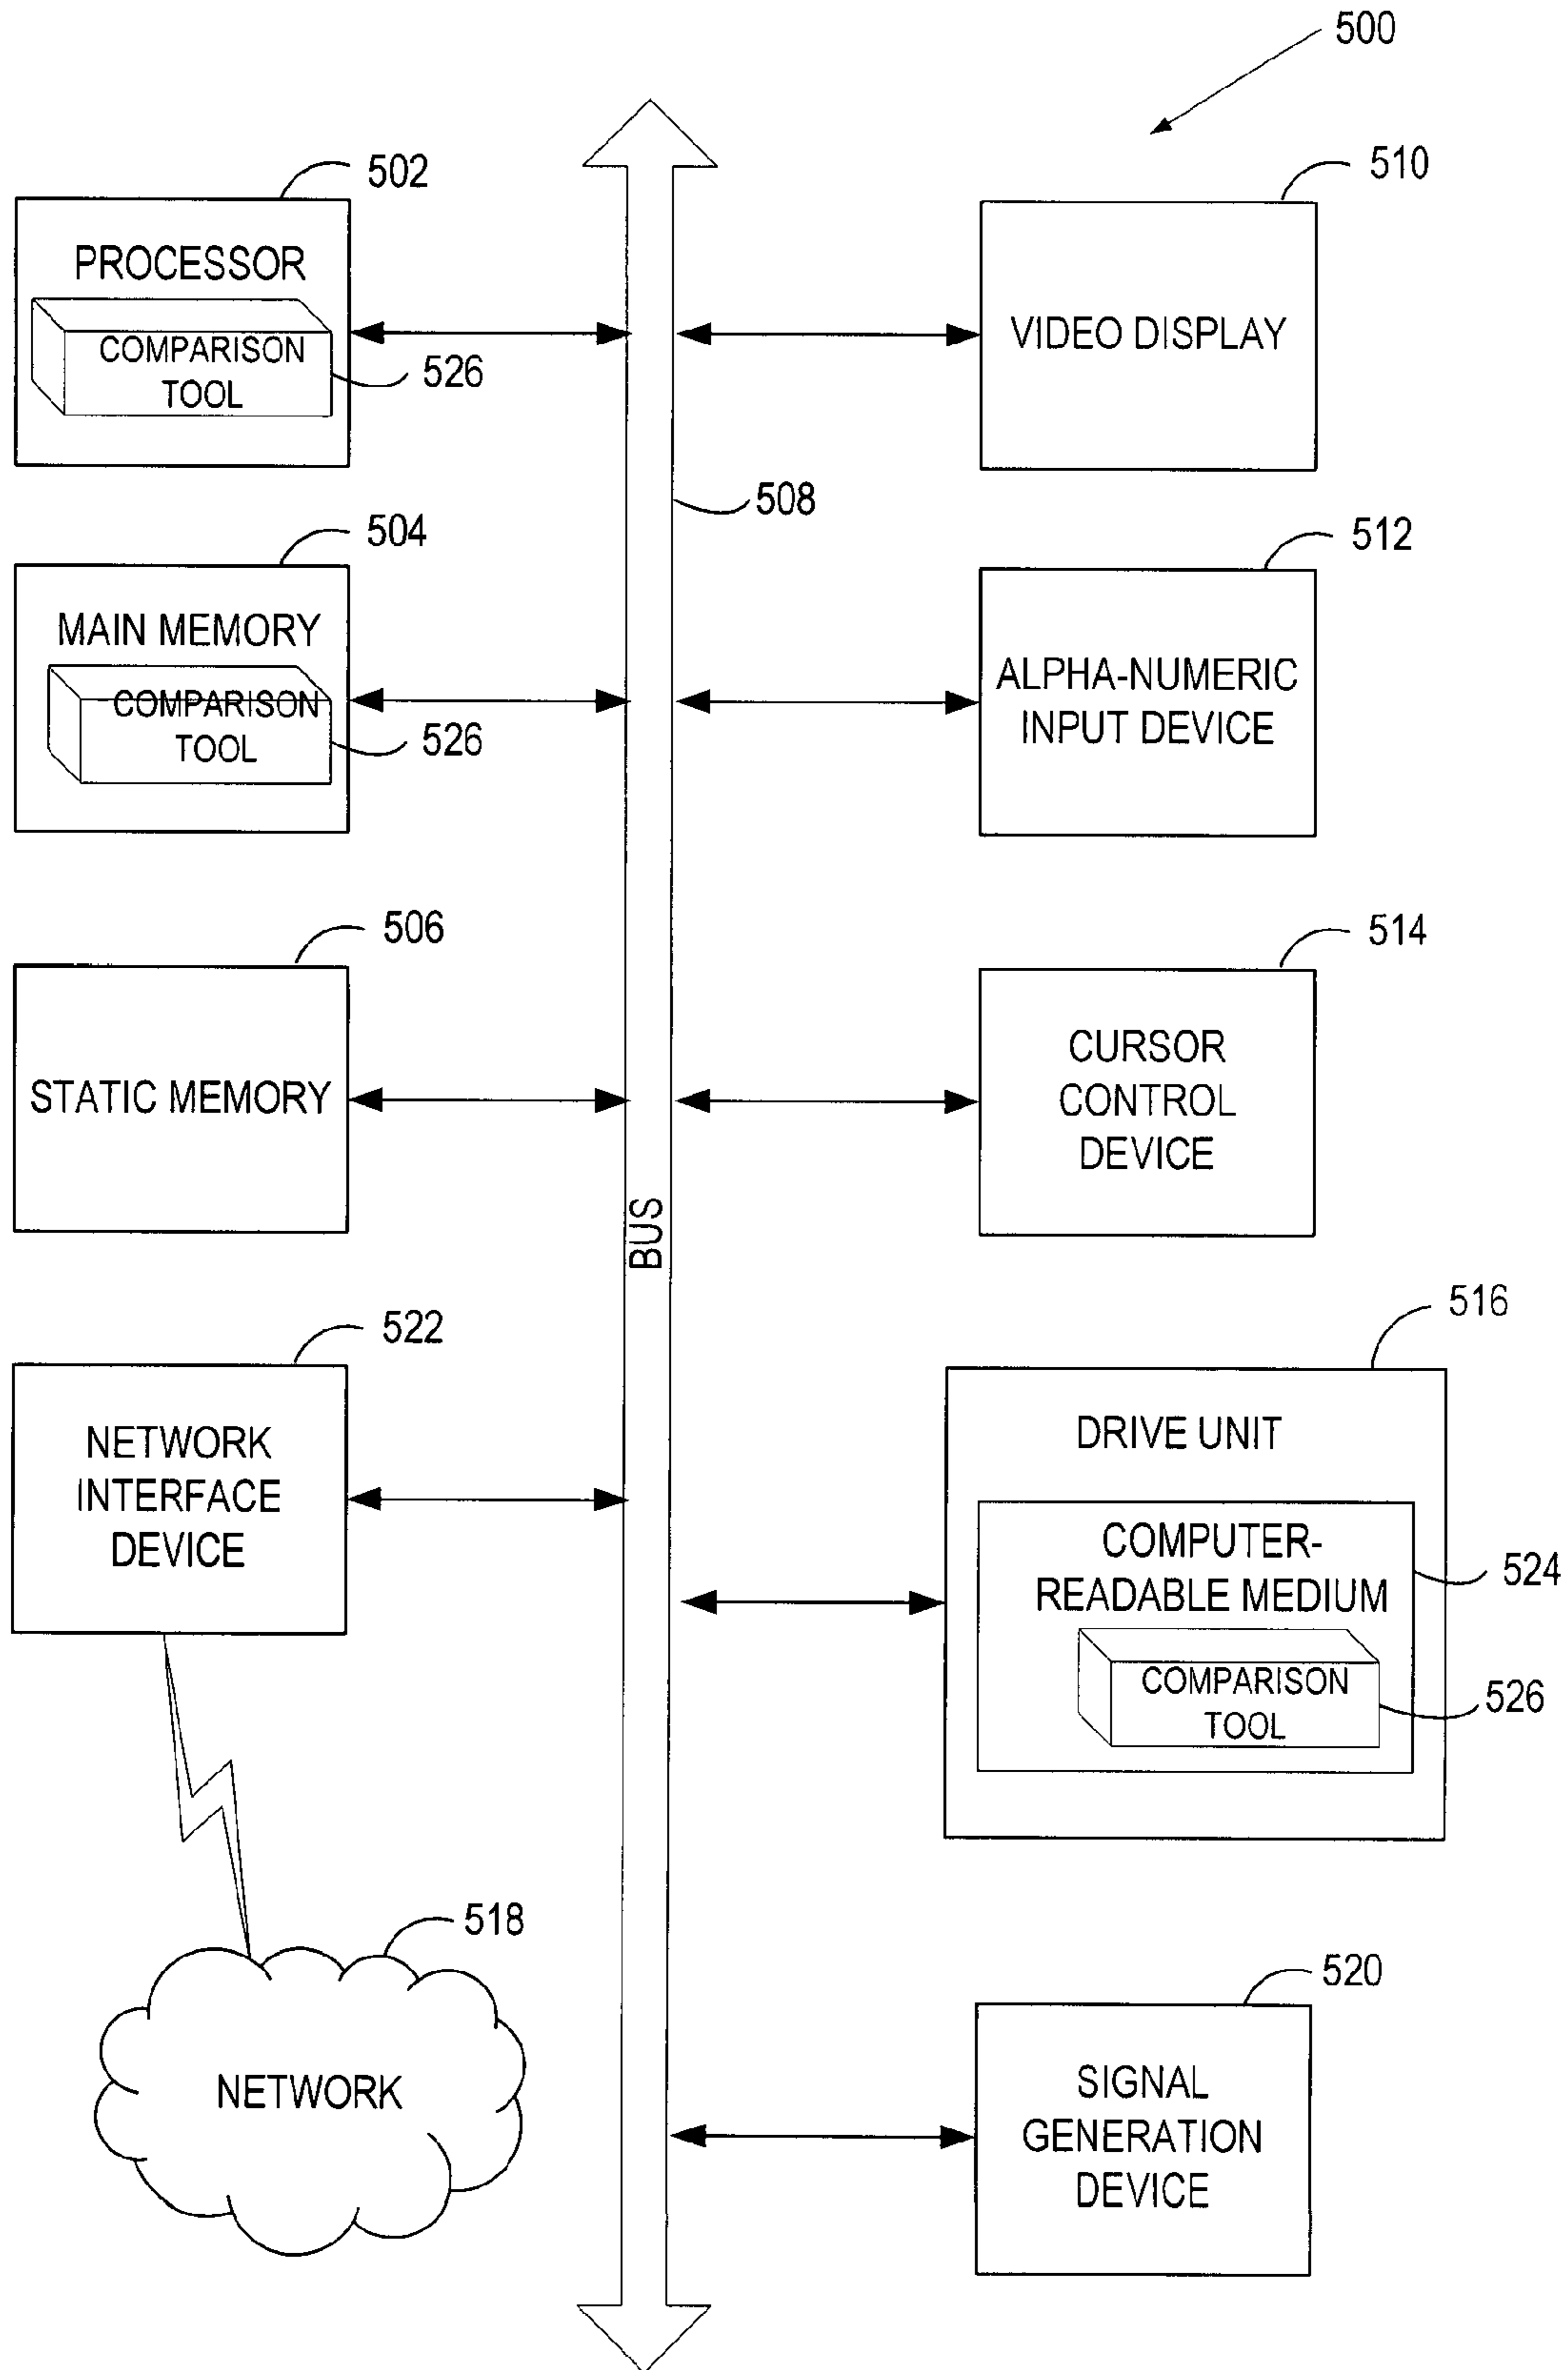 500
502
PROCESSOR
COMPARISON
TOOL
526
510
VIDEO DISPLAY
508
504
MAIN MEMORY
COMPARISON
TOOL
526
512
ALPHA-NUMERIC
INPUT DEVICE
506
STATIC MEMORY
514
CURSOR
CONTROL
DEVICE
BUS
522
NETWORK
INTERFACE
DEVICE
516
DRIVE UNIT
COMPUTER-
READABLE MEDIUM
524
COMPARISON
TOOL
526
518
NETWORK
520
SIGNAL
GENERATION
DEVICE